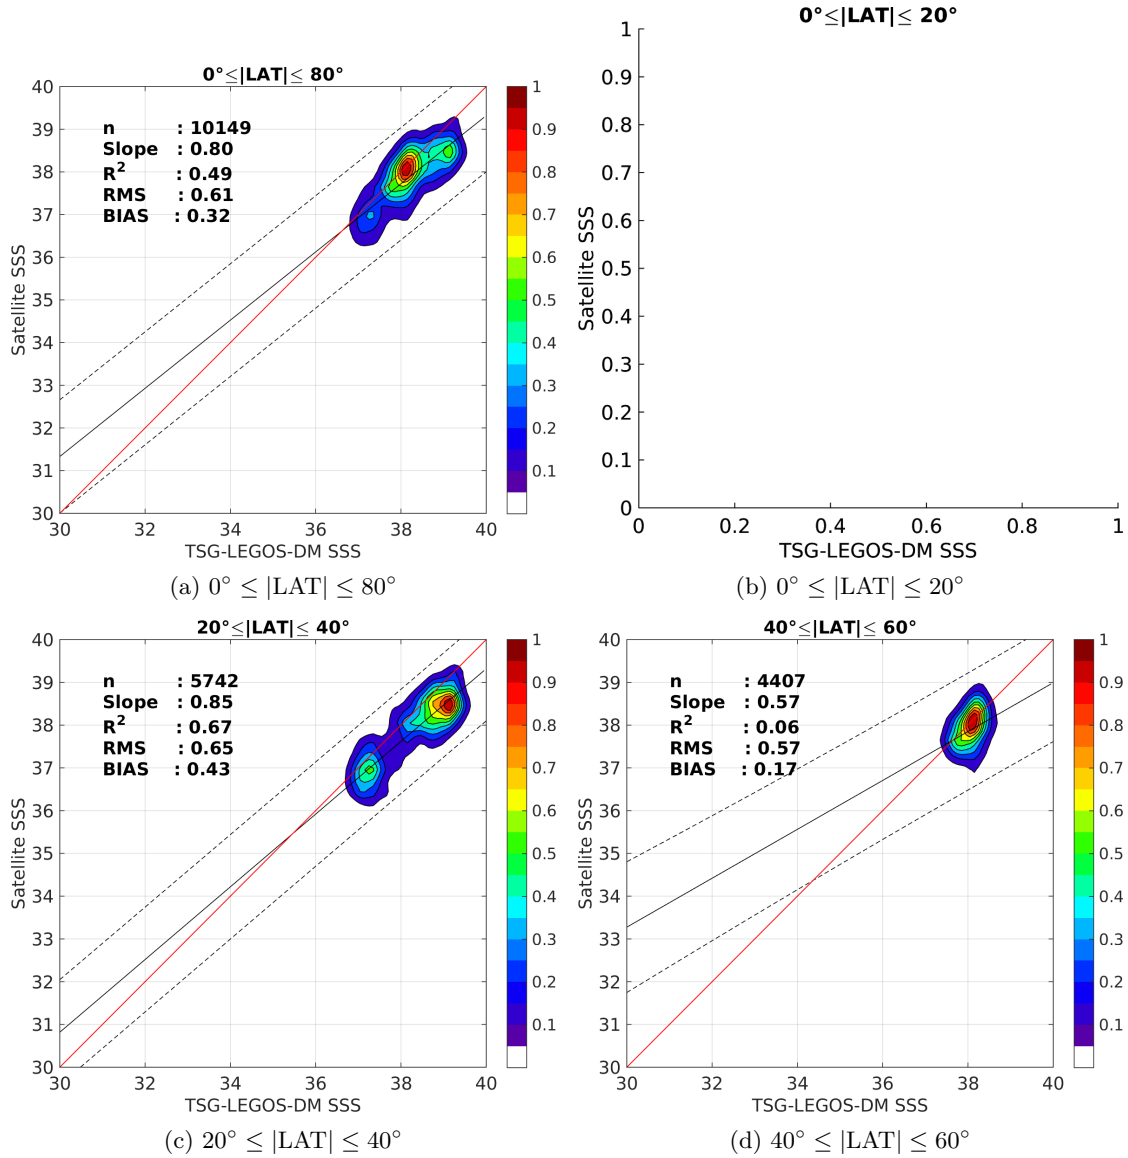 0°≤|LAT|≤ 80°
40
39
38
37
36
35
34
33
32
31
30
Satellite SSS
n : 10149
Slope : 0.80
R² : 0.49
RMS : 0.61
BIAS : 0.32
30 32 34 36 38 40
TSG-LEGOS-DM SSS
1
0.9
0.8
0.7
0.6
0.5
0.4
0.3
0.2
0.1
(a) 0° ≤ |LAT| ≤ 80°
0°≤|LAT|≤ 20°
1
0.9
0.8
0.7
0.6
0.5
0.4
0.3
0.2
0.1
0
Satellite SSS
0 0.2 0.4 0.6 0.8 1
TSG-LEGOS-DM SSS
(b) 0° ≤ |LAT| ≤ 20°
20°≤|LAT|≤ 40°
40
39
38
37
36
35
34
33
32
31
30
Satellite SSS
n : 5742
Slope : 0.85
R² : 0.67
RMS : 0.65
BIAS : 0.43
30 32 34 36 38 40
TSG-LEGOS-DM SSS
1
0.9
0.8
0.7
0.6
0.5
0.4
0.3
0.2
0.1
(c) 20° ≤ |LAT| ≤ 40°
40°≤|LAT|≤ 60°
40
39
38
37
36
35
34
33
32
31
30
Satellite SSS
n : 4407
Slope : 0.57
R² : 0.06
RMS : 0.57
BIAS : 0.17
30 32 34 36 38 40
TSG-LEGOS-DM SSS
1
0.9
0.8
0.7
0.6
0.5
0.4
0.3
0.2
0.1
(d) 40° ≤ |LAT| ≤ 60°